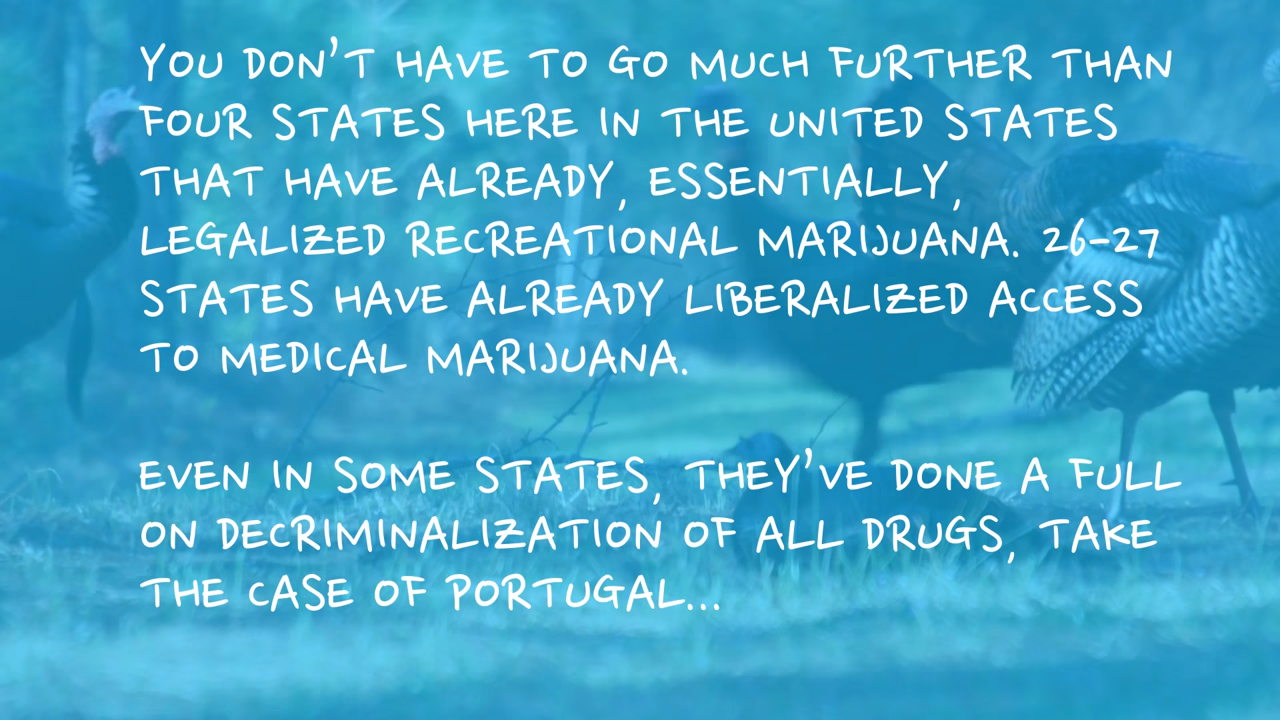 YOU DON'T HAVE TO GO MUCH FURTHER THAN
FOUR STATES HERE IN THE UNITED STATES
THAT HAVE ALREADY, ESSENTIALLY,
LEGALIZED RECREATIONAL MARIJUANA. 26-27
STATES HAVE ALREADY LIBERALIZED ACCESS
TO MEDICAL MARIJUANA.
EVEN IN SOME STATES, THEY'VE DONE A FULL
ON DECRIMINALIZATION OF ALL DRUGS, TAKE
THE CASE OF PORTUGAL...